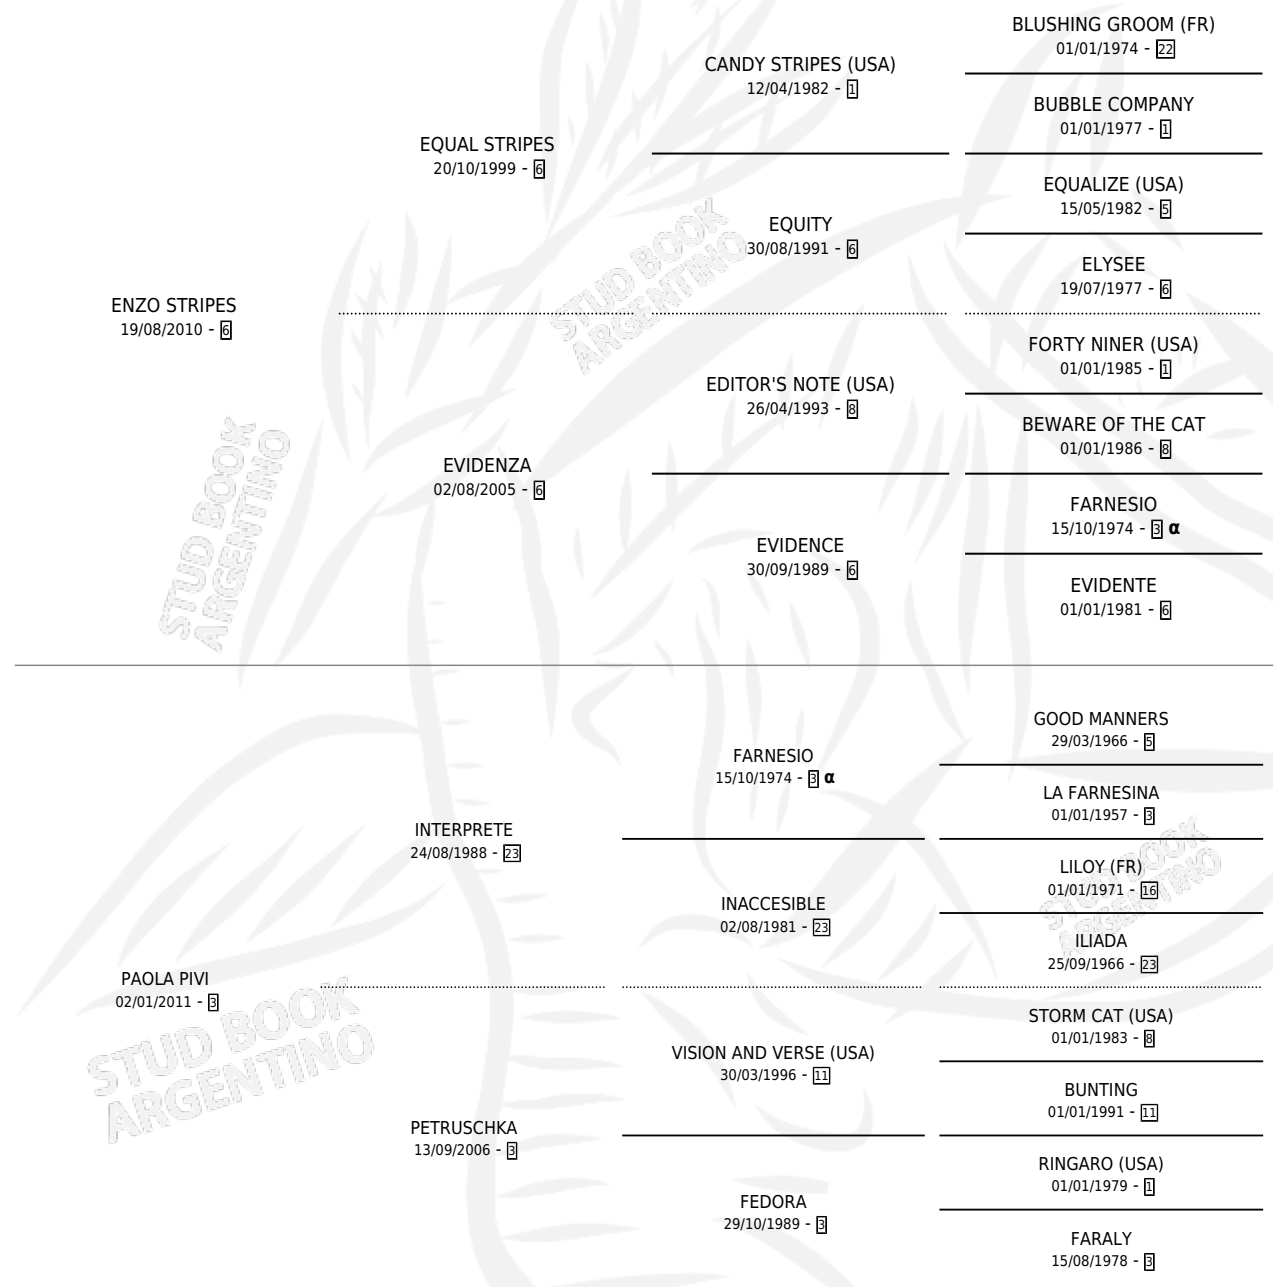 BLUSHING GROOM (FR)
01/01/1974 - 22
CANDY STRIPES (USA)
12/04/1982 - 1
BUBBLE COMPANY
01/01/1977 - 1
EQUAL STRIPES
20/10/1999 - 6
EQUALIZE (USA)
15/05/1982 - 5
EQUITY
30/08/1991 - 6
ELYSEE
19/07/1977 - 6
ENZO STRIPES
19/08/2010 - 6
FORTY NINER (USA)
01/01/1985 - 1
EDITOR'S NOTE (USA)
26/04/1993 - 8
BEWARE OF THE CAT
01/01/1986 - 8
EVIDENZA
02/08/2005 - 6
FARNESIO
15/10/1974 - 3 α
EVIDENCE
30/09/1989 - 6
EVIDENTE
01/01/1981 - 6
GOOD MANNERS
29/03/1966 - 5
FARNESIO
15/10/1974 - 3 α
LA FARNESINA
01/01/1957 - 3
INTERPRETE
24/08/1988 - 23
LILOY (FR)
01/01/1971 - 16
INACCESIBLE
02/08/1981 - 23
ILIADA
25/09/1966 - 23
PAOLA PIVI
02/01/2011 - 3
STORM CAT (USA)
01/01/1983 - 8
VISION AND VERSE (USA)
30/03/1996 - 11
BUNTING
01/01/1991 - 11
PETRUSCHKA
13/09/2006 - 3
RINGARO (USA)
01/01/1979 - 1
FEDORA
29/10/1989 - 3
FARALY
15/08/1978 - 3
STUD BOOK
ARGENTINO
STUD BOOK
ARGENTINO
STUD BOOK
ARGENTINO
STUD BOOK
ARGENTINO